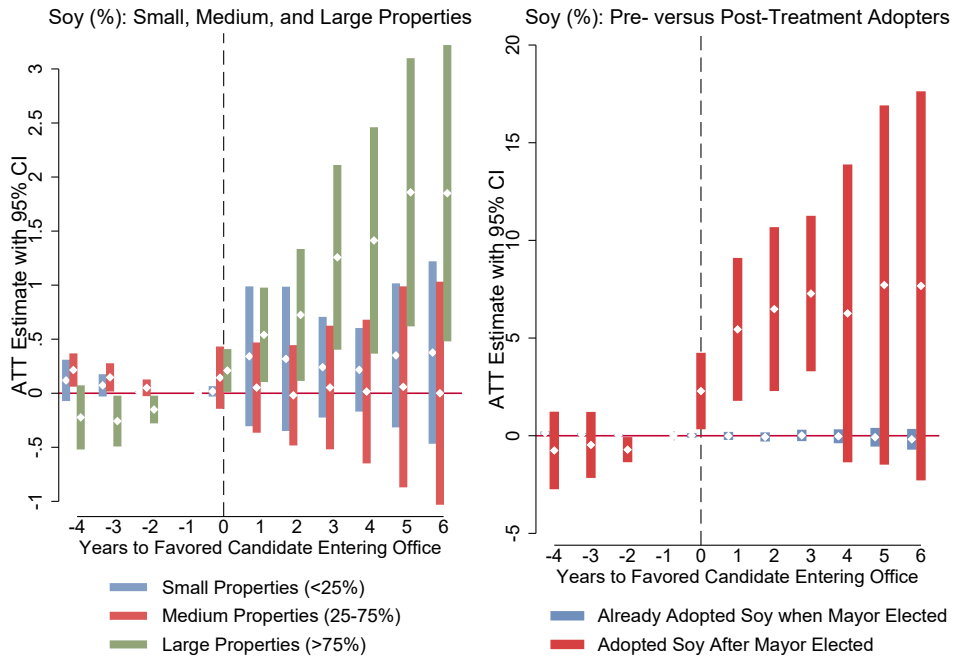 Soy (%): Small, Medium, and Large Properties
ATT Estimate with 95% CI
3
2.5
2
1.5
1
.5
0
-.5
-1
-4 -3 -2 -1 0 1 2 3 4 5 6
Years to Favored Candidate Entering Office
Small Properties (<25%)
Medium Properties (25-75%)
Large Properties (>75%)
Soy (%): Pre- versus Post-Treatment Adopters
ATT Estimate with 95% CI
20
15
10
5
0
-5
-4 -3 -2 -1 0 1 2 3 4 5 6
Years to Favored Candidate Entering Office
Already Adopted Soy when Mayor Elected
Adopted Soy After Mayor Elected